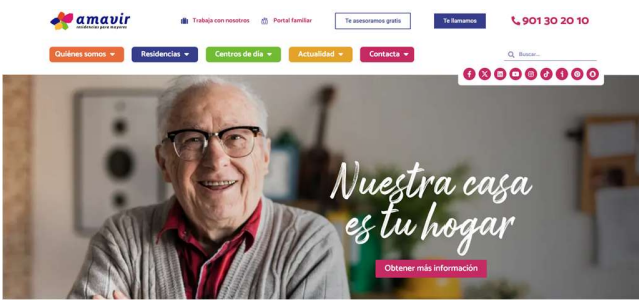 amavir
residencias para mayores
Trabaja con nosotros
Portal familiar
Te asesoramos gratis
Te llamamos
901 30 20 10
Quiénes somos
Residencias
Centros de día
Actualidad
Contacta
Buscar...
Nuestra casa
es tu hogar
Obtener más información